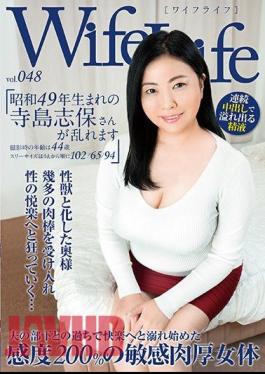 [ワイフライフ]
WifeLife
vol.048
「昭和49年生まれの
寺島志保さん
が乱れます」
撮影時の年齢は44歳
スリーサイズはうえから順に102/65/94
連続
中出しで
溢れ出る
精液
性獣と化した奥様
幾多の肉棒を受け入れ
性の悦楽へと狂っていく…
夫の部下との過ちで快楽へと溺れ始めた
感度200%の敏感肉厚女体